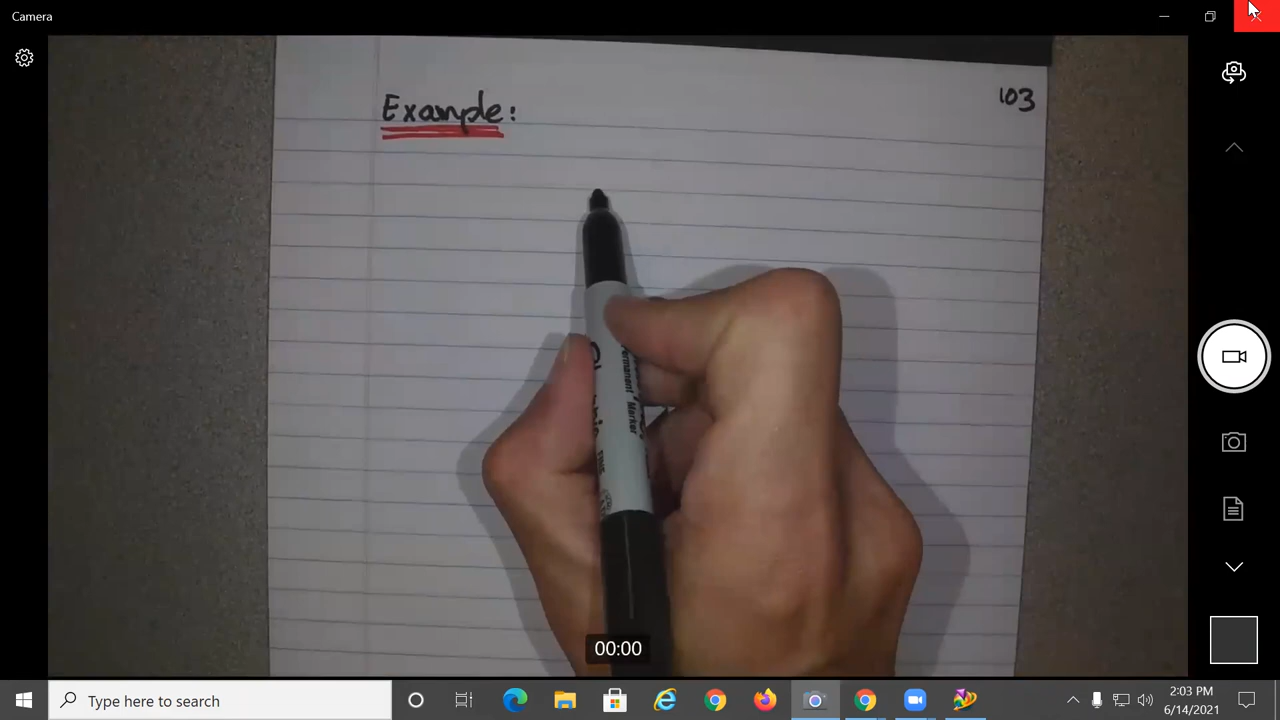 Camera
Example:
103
Permanent Marker
00:00
Type here to search
2:03 PM
6/14/2021